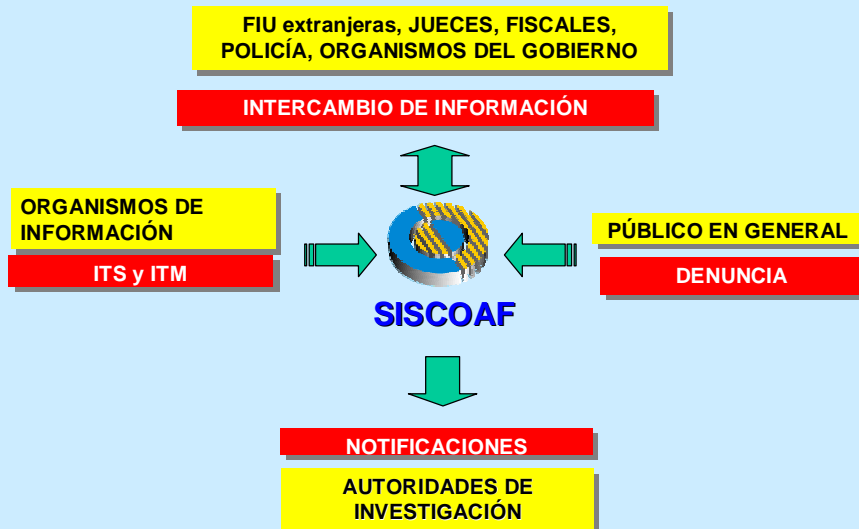 FIU extranjeras, JUECES, FISCALES,
POLICÍA, ORGANISMOS DEL GOBIERNO
INTERCAMBIO DE INFORMACIÓN
ORGANISMOS DE
INFORMACIÓN
ITS y ITM
PÚBLICO EN GENERAL
DENUNCIA
SISCOAF
NOTIFICACIONES
AUTORIDADES DE
INVESTIGACIÓN